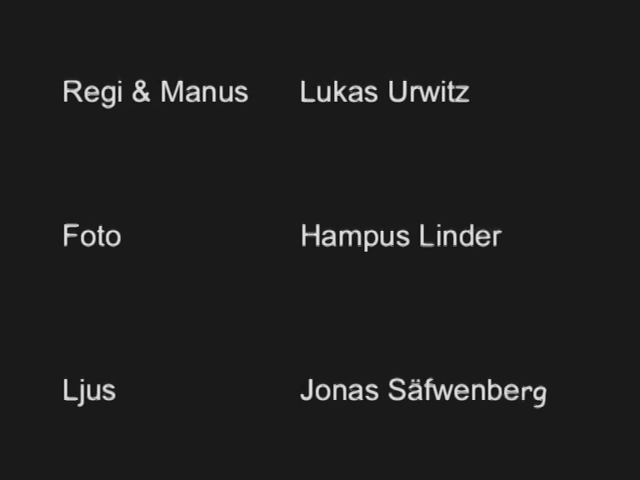 Regi & Manus Lukas Urwitz
Foto Hampus Linder
Ljus Jonas Säfwenberg